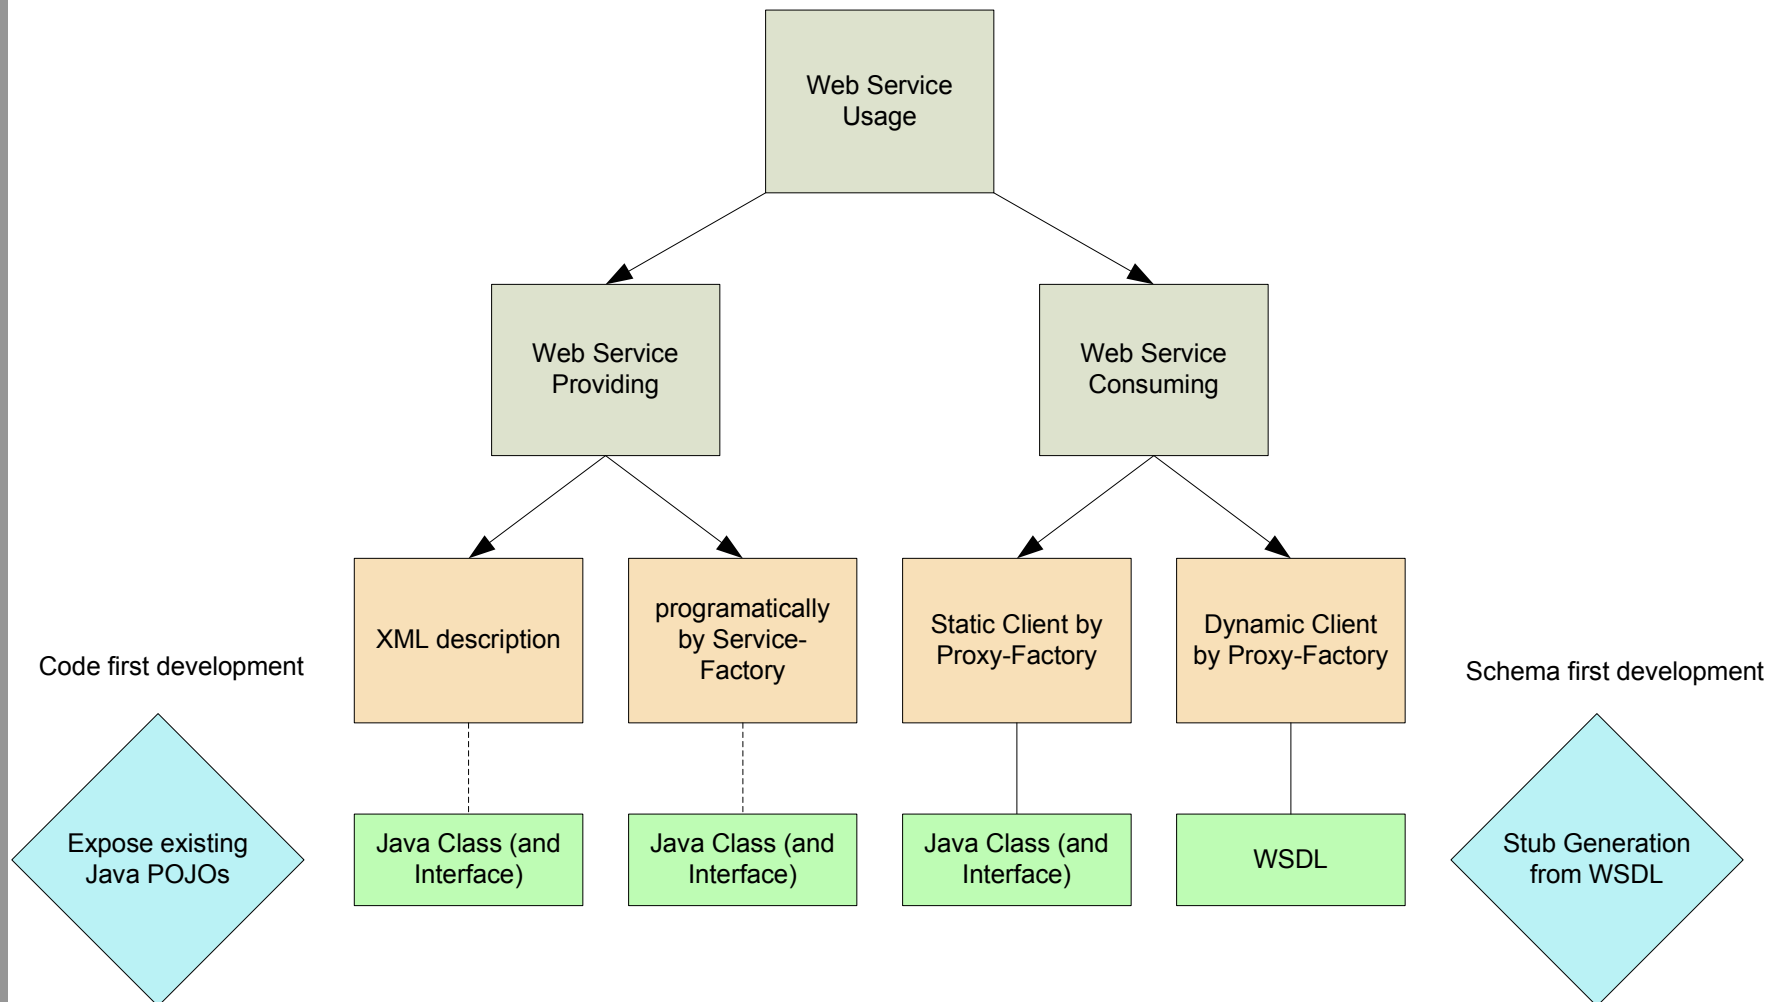 Web Service
Usage
Web Service
Providing
Web Service
Consuming
XML description
programatically
by Service-
Factory
Static Client by
Proxy-Factory
Dynamic Client
by Proxy-Factory
Code first development
Schema first development
Expose existing
Java POJOs
Java Class (and
Interface)
Java Class (and
Interface)
Java Class (and
Interface)
WSDL
Stub Generation
from WSDL